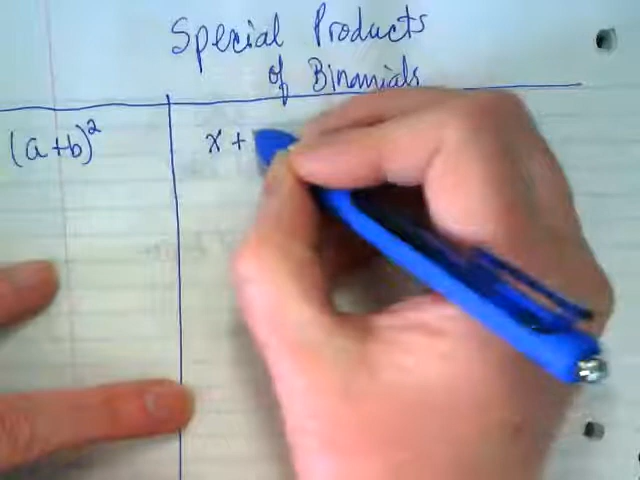 Special Products
of Binomials
(a+b)²
x +